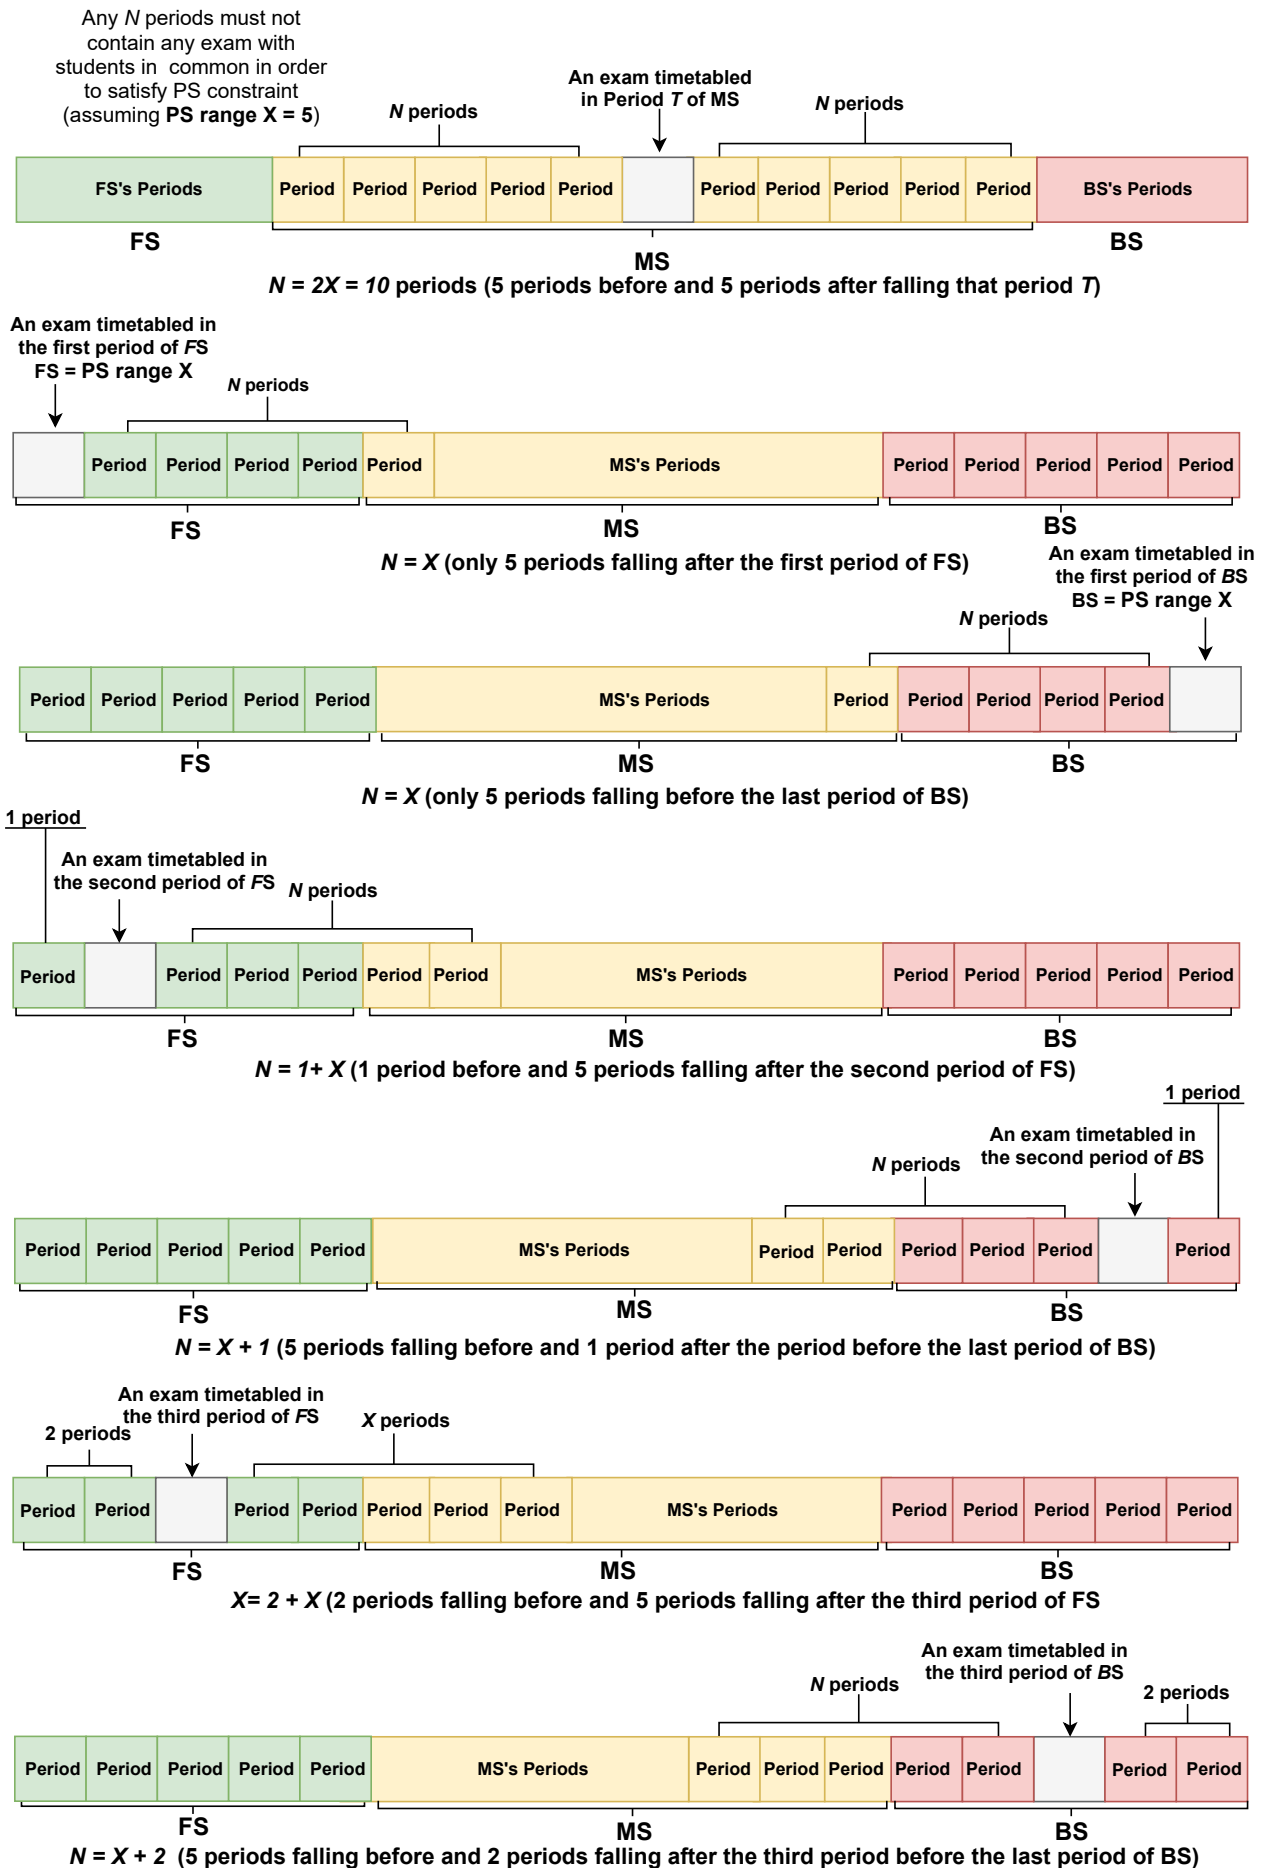 Any N periods must not
contain any exam with
students in common in order
to satisfy PS constraint
(assuming PS range X = 5)
An exam timetabled
in Period T of MS
N periods
N periods
FS's Periods
Period
Period
Period
Period
Period
Period
Period
Period
Period
Period
BS's Periods
FS
MS
BS
N = 2X = 10 periods (5 periods before and 5 periods after falling that period T)
An exam timetabled in
the first period of FS
FS = PS range X
N periods
Period
Period
Period
Period
Period
MS's Periods
Period
Period
Period
Period
Period
FS
MS
BS
N = X (only 5 periods falling after the first period of FS)
An exam timetabled in
the first period of BS
BS = PS range X
N periods
Period
Period
Period
Period
Period
MS's Periods
Period
Period
Period
Period
Period
FS
MS
BS
N = X (only 5 periods falling before the last period of BS)
1 period
An exam timetabled in
the second period of FS
N periods
Period
Period
Period
Period
Period
Period
MS's Periods
Period
Period
Period
Period
Period
FS
MS
BS
N = 1+ X (1 period before and 5 periods falling after the second period of FS)
1 period
An exam timetabled in
the second period of BS
N periods
Period
Period
Period
Period
Period
MS's Periods
Period
Period
Period
Period
Period
Period
FS
MS
BS
N = X + 1 (5 periods falling before and 1 period after the period before the last period of BS)
An exam timetabled in
the third period of FS
2 periods
X periods
Period
Period
Period
Period
Period
Period
Period
MS's Periods
Period
Period
Period
Period
Period
FS
MS
BS
X= 2 + X (2 periods falling before and 5 periods falling after the third period of FS
An exam timetabled in
the third period of BS
N periods
2 periods
Period
Period
Period
Period
Period
MS's Periods
Period
Period
Period
Period
Period
Period
Period
FS
MS
BS
N = X + 2 (5 periods falling before and 2 periods falling after the third period before the last period of BS)